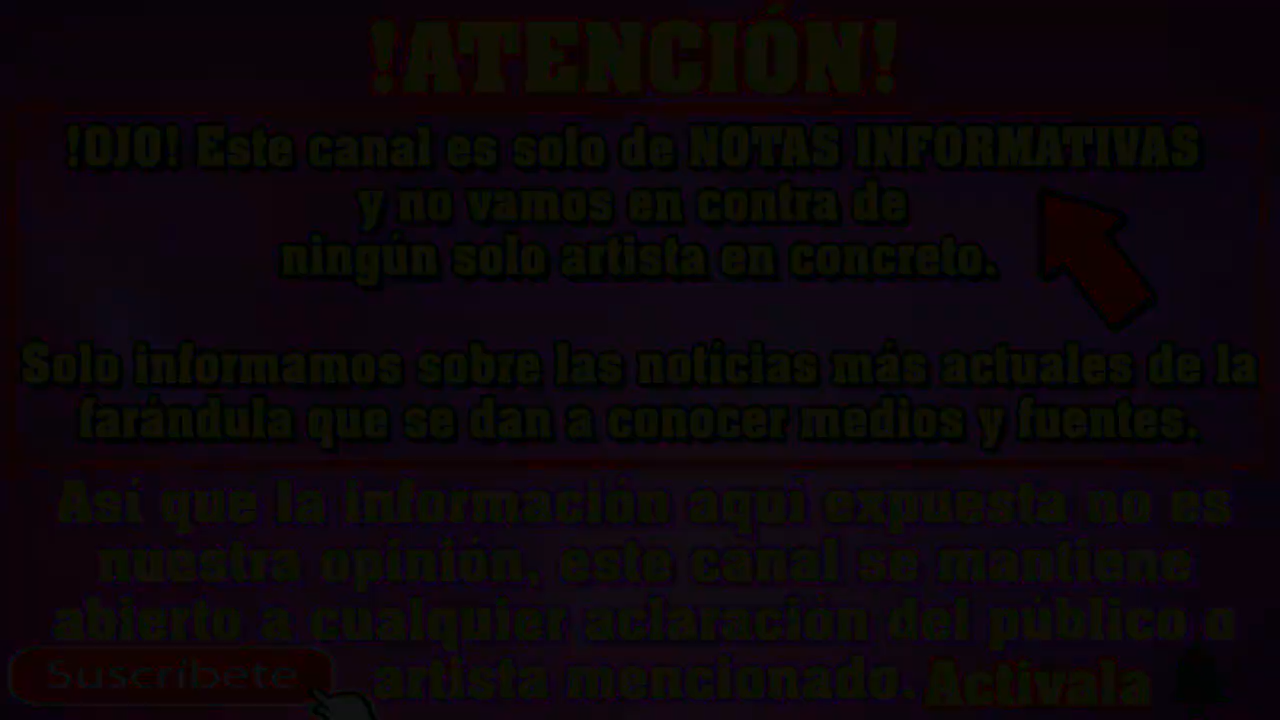 !ATENCIÓN!
!OJO! Este canal es solo de NOTAS INFORMATIVAS
y no vamos en contra de
ningún solo artista en concreto.
Solo informamos sobre las noticias más actuales de la
farándula que se dan a conocer medios y fuentes.
Así que la información aquí expuesta no es
nuestra opinión, este canal se mantiene
abierto a cualquier aclaración del público o
artista mencionado. Activala
Suscríbete